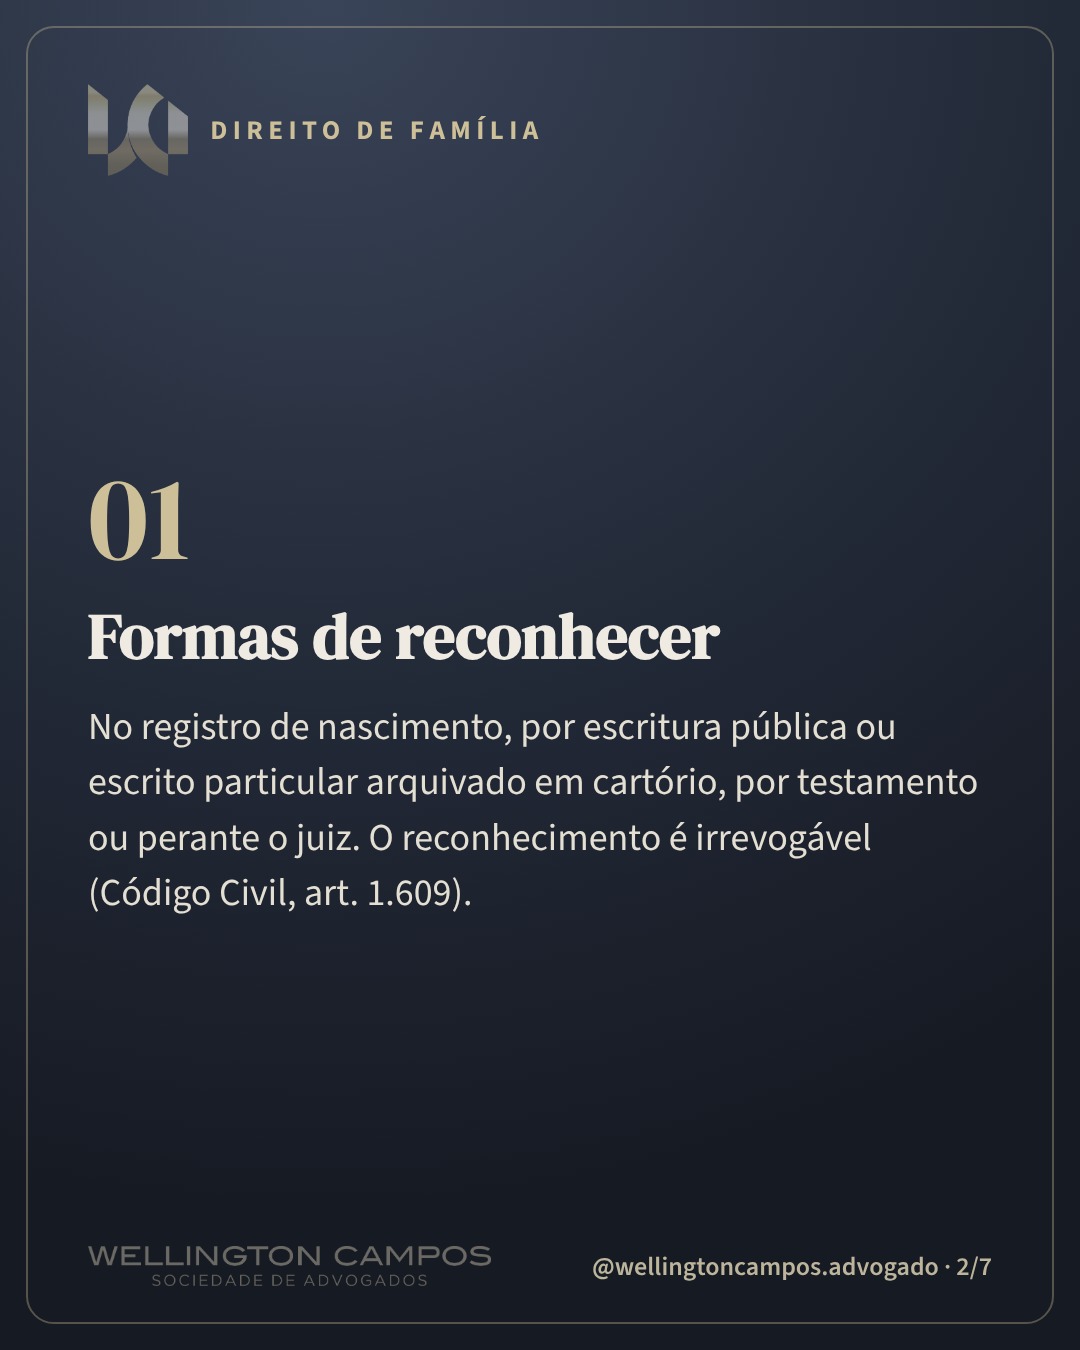 DIREITO DE FAMÍLIA
01
Formas de reconhecer
No registro de nascimento, por escritura pública ou
escrito particular arquivado em cartório, por testamento
ou perante o juiz. O reconhecimento é irrevogável
(Código Civil, art. 1.609).
WELLINGTON CAMPOS
SOCIEDADE DE ADVOGADOS
@wellingtoncampos.advogado · 2/7